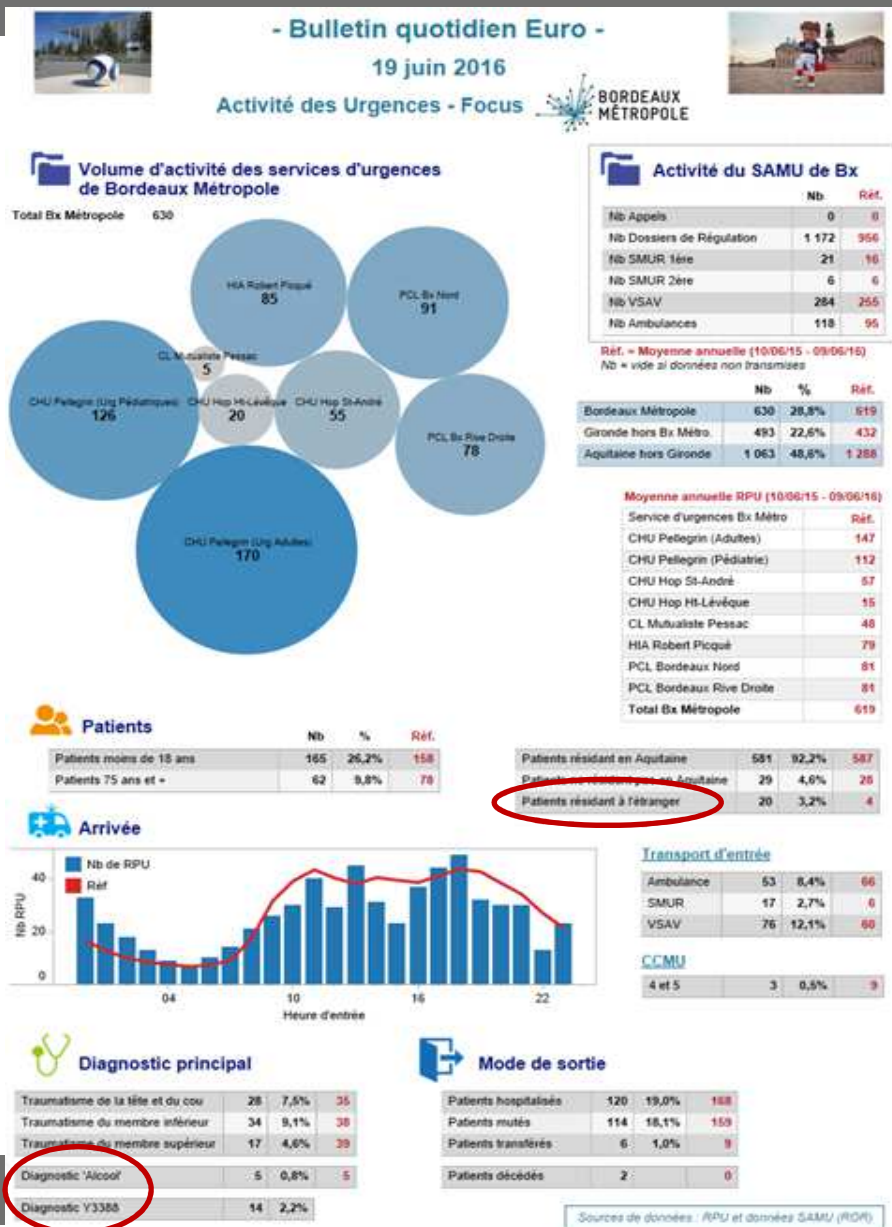 - Bulletin quotidien Euro -
19 juin 2016
Activité des Urgences - Focus
BORDEAUX
MÉTROPOLE
Volume d'activité des services d'urgences
de Bordeaux Métropole
Total Bx Métropole 630
HIA Robert Picqué
85
PCL Bx Nord
91
CL Mutualiste Pessac
5
CHU Pellegrin (Urg Pédiatriques)
126
CHU Hop Ht-Lévêque
20
CHU Hop St-André
55
PCL Bx Rive Droite
78
CHU Pellegrin (Urg Adultes)
170
Activité du SAMU de Bx
Nb Réf.
Nb Appels 0 0
Nb Dossiers de Régulation 1 172 956
Nb SMUR 1ère 21 16
Nb SMUR 2ère 6 6
Nb VSAV 284 255
Nb Ambulances 118 95
Réf. = Moyenne annuelle (10/06/15 - 09/06/16)
Nb = vide si données non transmises
Nb % Réf.
Bordeaux Métropole 630 28,8% 619
Gironde hors Bx Métro. 493 22,6% 432
Aquitaine hors Gironde 1 063 48,6% 1 288
Moyenne annuelle RPU (10/06/15 - 09/06/16)
Service d'urgences Bx Métro Réf.
CHU Pellegrin (Adultes) 147
CHU Pellegrin (Pédiatrie) 112
CHU Hop St-André 57
CHU Hop Ht-Lévêque 15
CL Mutualiste Pessac 48
HIA Robert Picqué 79
PCL Bordeaux Nord 81
PCL Bordeaux Rive Droite 81
Total Bx Métropole 619
Patients
Nb % Réf.
Patients moins de 18 ans 165 26,2% 158
Patients 75 ans et + 62 9,8% 78
Patients résidant en Aquitaine 581 92,2% 587
Patients ne résidant pas en Aquitaine 29 4,6% 28
Patients résidant à l'étranger 20 3,2% 4
Arrivée
Nb de RPU
Réf
Nb RPU
40
20
0
04 10 16 22
Heure d'entrée
Transport d'entrée
Ambulance 53 8,4% 66
SMUR 17 2,7% 6
VSAV 76 12,1% 60
CCMU
4 et 5 3 0,5% 9
Diagnostic principal
Traumatisme de la tête et du cou 28 7,5% 35
Traumatisme du membre inférieur 34 9,1% 38
Traumatisme du membre supérieur 17 4,6% 39
Diagnostic 'Alcool' 5 0,8% 5
Diagnostic Y3388 14 2,2%
Mode de sortie
Patients hospitalisés 120 19,0% 168
Patients mutés 114 18,1% 159
Patients transférés 6 1,0% 9
Patients décédés 2 0
Sources de données : RPU et données SAMU (ROR)